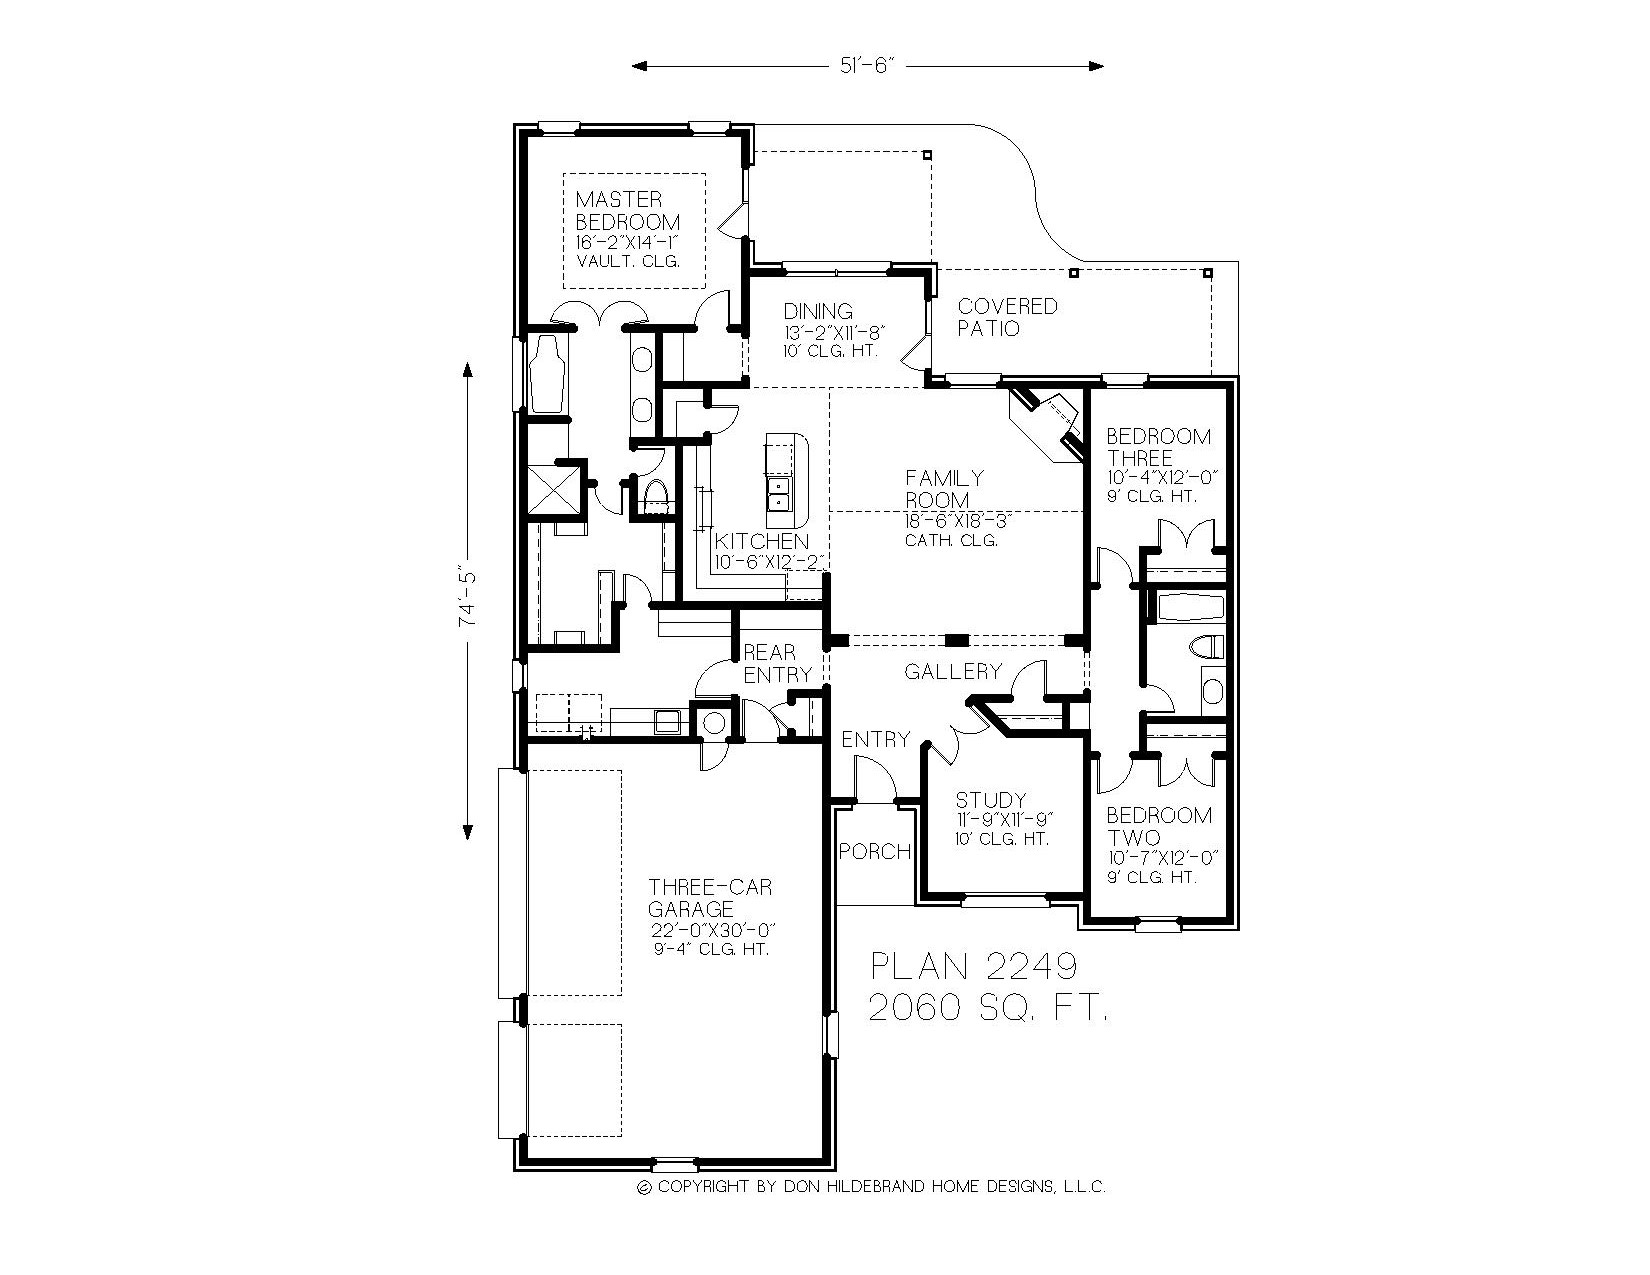 51'-6"
MASTER
BEDROOM
16'-2"X14'-1"
VAULT. CLG.
DINING
13'-2"X11'-8"
10' CLG. HT.
COVERED
PATIO
BEDROOM
THREE
10'-4"X12'-0"
9' CLG. HT.
FAMILY
ROOM
18'-6"X18'-3"
CATH. CLG.
KITCHEN
10'-6"X12'-2"
74'-5"
REAR
ENTRY
GALLERY
ENTRY
STUDY
11'-9"X11'-9"
10' CLG. HT.
BEDROOM
TWO
10'-7"X12'-0"
9' CLG. HT.
PORCH
THREE-CAR
GARAGE
22'-0"X30'-0"
9'-4" CLG. HT.
PLAN 2249
2060 SQ. FT.
© COPYRIGHT BY DON HILDEBRAND HOME DESIGNS, L.L.C.